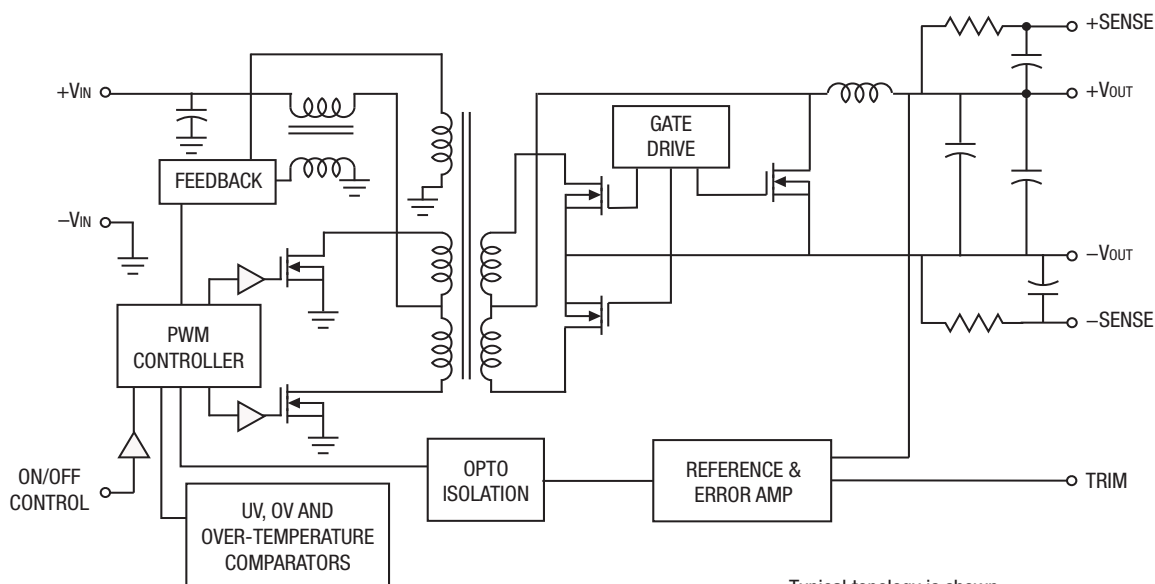 +SENSE
+VIN
+VOUT
GATE
DRIVE
FEEDBACK
−VIN
−VOUT
−SENSE
PWM
CONTROLLER
ON/OFF
CONTROL
OPTO
ISOLATION
REFERENCE &
ERROR AMP
TRIM
UV, OV AND
OVER-TEMPERATURE
COMPARATORS
Typical topology is shown